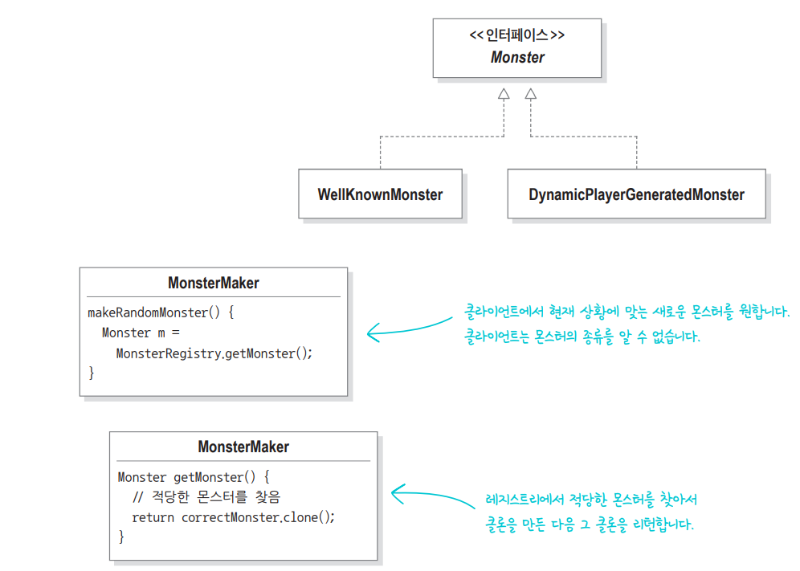 <<인터페이스>>
Monster
WellKnownMonster
DynamicPlayerGeneratedMonster
MonsterMaker
makeRandomMonster() {
Monster m =
MonsterRegistry.getMonster();
}
클라이언트에서 현재 상황에 맞는 새로운 몬스터를 원합니다.
클라이언트는 몬스터의 종류를 알 수 없습니다.
MonsterMaker
Monster getMonster() {
// 적당한 몬스터를 찾음
return correctMonster.clone();
}
레지스트리에서 적당한 몬스터를 찾아서
클론을 만든 다음 그 클론을 리턴합니다.